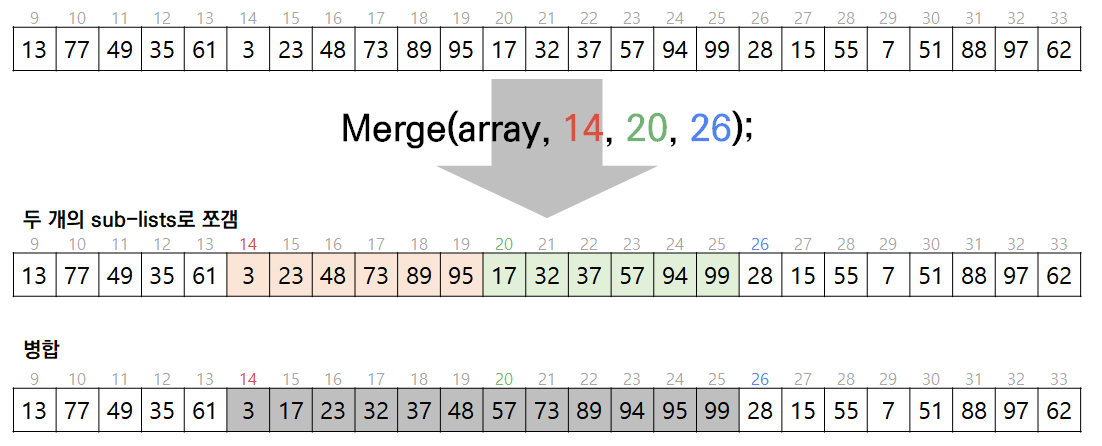 9 10 11 12 13 14 15 16 17 18 19 20 21 22 23 24 25 26 27 28 29 30 31 32 33
13 77 49 35 61 3 23 48 73 89 95 17 32 37 57 94 99 28 15 55 7 51 88 97 62
Merge(array, 14, 20, 26);
두 개의 sub-lists로 쪼갬
9 10 11 12 13 14 15 16 17 18 19 20 21 22 23 24 25 26 27 28 29 30 31 32 33
13 77 49 35 61 3 23 48 73 89 95 17 32 37 57 94 99 28 15 55 7 51 88 97 62
병합
9 10 11 12 13 14 15 16 17 18 19 20 21 22 23 24 25 26 27 28 29 30 31 32 33
13 77 49 35 61 3 17 23 32 37 48 57 73 89 94 95 99 28 15 55 7 51 88 97 62